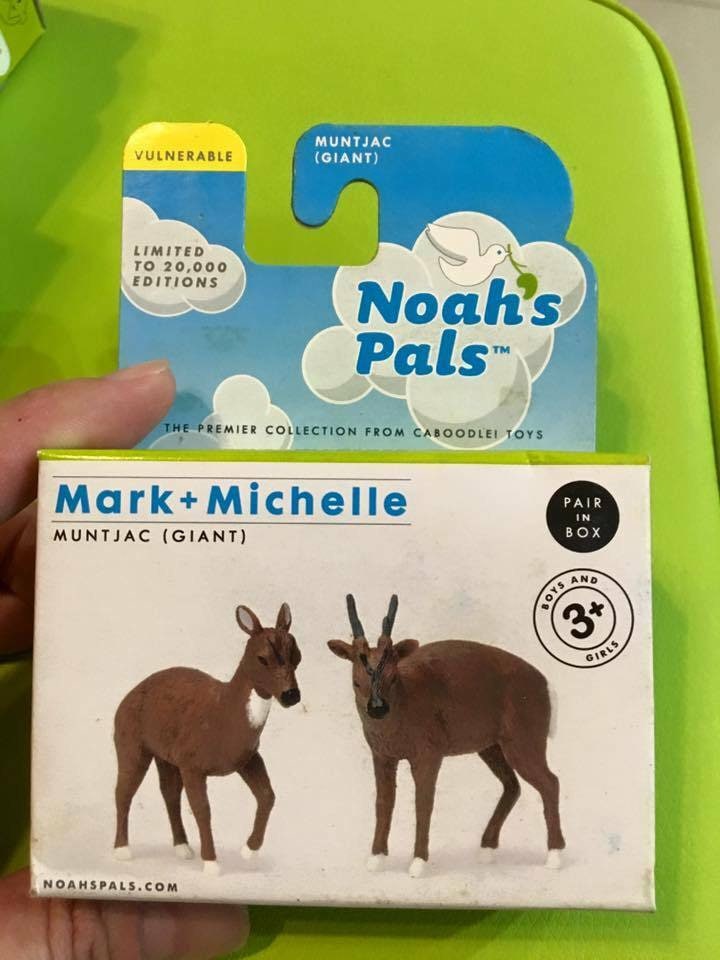 VULNERABLE
MUNTJAC
(GIANT)
LIMITED
TO 20,000
EDITIONS
Noah's
Pals™
THE PREMIER COLLECTION FROM CABOODLE! TOYS
Mark+Michelle
MUNTJAC (GIANT)
PAIR
IN
BOX
BOYS AND
3+
GIRLS
NOAHSPALS.COM